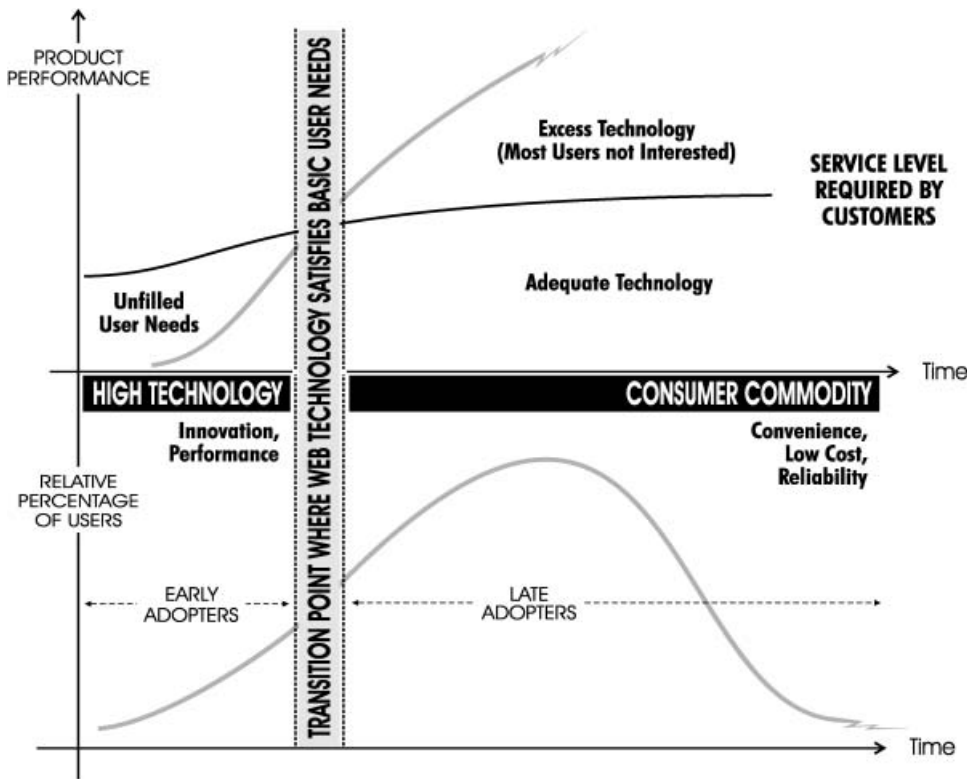 PRODUCT
PERFORMANCE
TRANSITION POINT WHERE WEB TECHNOLOGY SATISFIES BASIC USER NEEDS
Excess Technology
(Most Users not Interested)
SERVICE LEVEL
REQUIRED BY
CUSTOMERS
Unfilled
User Needs
Adequate Technology
Time
HIGH TECHNOLOGY
CONSUMER COMMODITY
Innovation,
Performance
Convenience,
Low Cost,
Reliability
RELATIVE
PERCENTAGE
OF USERS
EARLY
ADOPTERS
LATE
ADOPTERS
Time